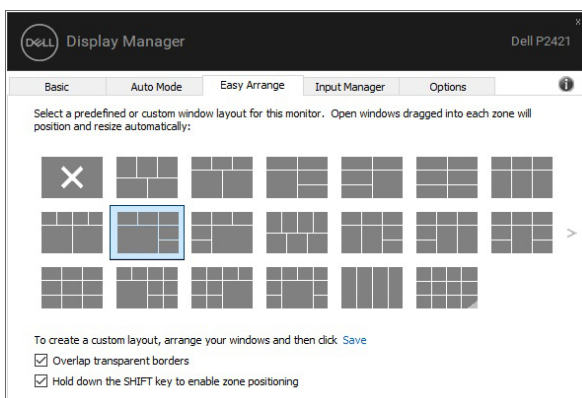 DELL Display Manager
Dell P2421
x
Basic
Auto Mode
Easy Arrange
Input Manager
Options
i
Select a predefined or custom window layout for this monitor. Open windows dragged into each zone will
position and resize automatically:
>
To create a custom layout, arrange your windows and then click Save
Overlap transparent borders
Hold down the SHIFT key to enable zone positioning